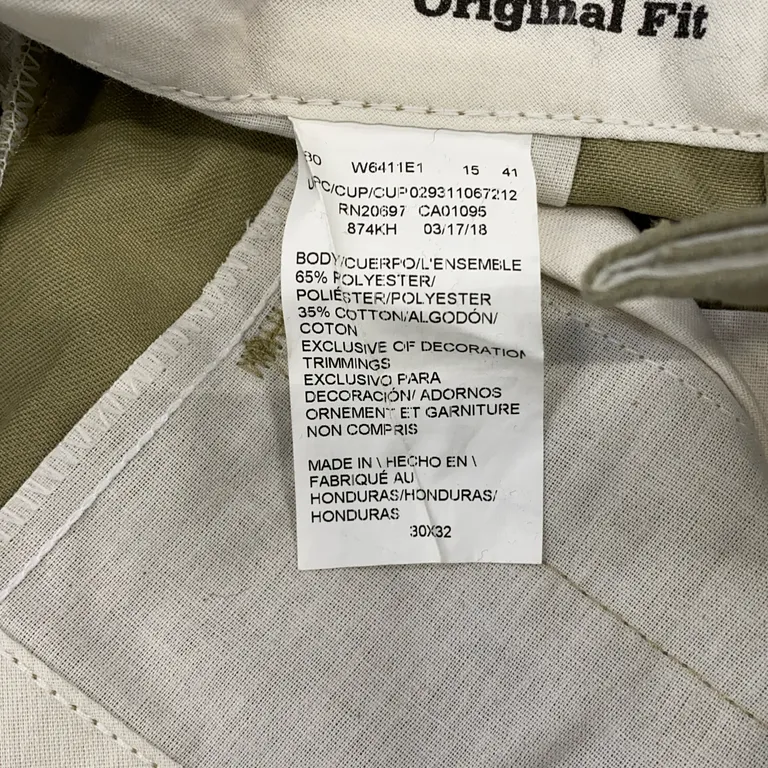 Original Fit
30 W6411E1 15 41
UPC/CUP/CUP029311067212
RN20697 CA01095
874KH 03/17/18
BODY/CUERPO/L'ENSEMBLE
65% POLYESTER/
POLIÉSTER/POLYESTER
35% COTTON/ALGODÓN/
COTON
EXCLUSIVE OF DECORATION
TRIMMINGS
EXCLUSIVO PARA
DECORACIÓN/ ADORNOS
ORNEMENT ET GARNITURE
NON COMPRIS
MADE IN \ HECHO EN \
FABRIQUÉ AU
HONDURAS/HONDURAS/
HONDURAS
30X32